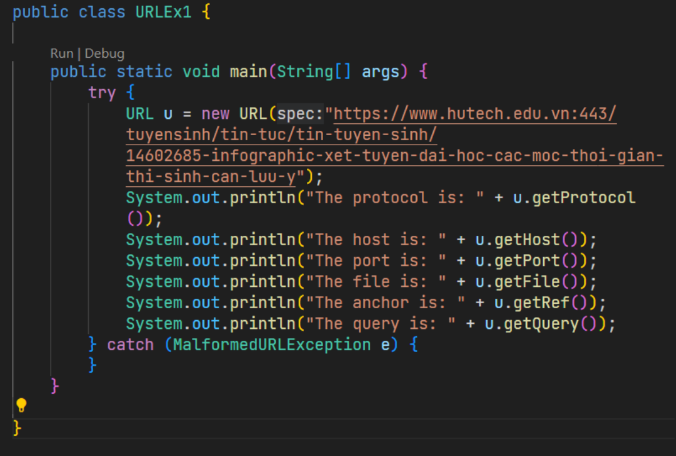 public class URLEx1 {
Run | Debug
public static void main(String[] args) {
try {
URL u = new URL(spec:"https://www.hutech.edu.vn:443/
tuyensinh/tin-tuc/tin-tuyen-sinh/
14602685-infographic-xet-tuyen-dai-hoc-cac-moc-thoi-gian-
thi-sinh-can-luu-y");
System.out.println("The protocol is: " + u.getProtocol
());
System.out.println("The host is: " + u.getHost());
System.out.println("The port is: " + u.getPort());
System.out.println("The file is: " + u.getFile());
System.out.println("The anchor is: " + u.getRef());
System.out.println("The query is: " + u.getQuery());
} catch (MalformedURLException e) {
}
}
}